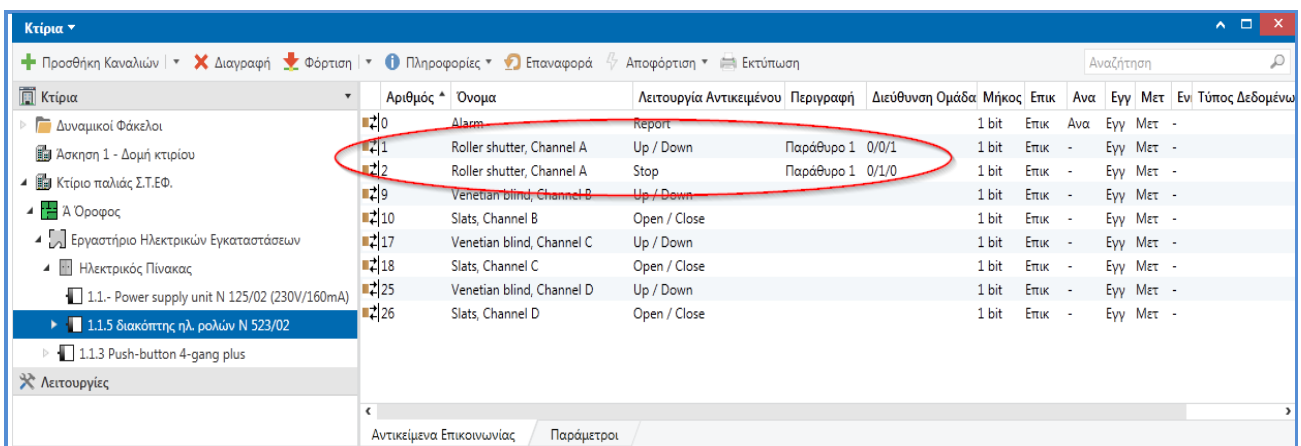 Κτίρια
Προσθήκη Καναλιών Διαγραφή Φόρτιση Πληροφορίες Επαναφορά Αποφόρτιση Εκτύπωση Αναζήτηση
Κτίρια
Δυναμικοί Φάκελοι
Άσκηση 1 - Δομή κτιρίου
Κτίριο παλιάς Σ.Τ.ΕΦ.
Ά Όροφος
Εργαστήριο Ηλεκτρικών Εγκαταστάσεων
Ηλεκτρικός Πίνακας
1.1.- Power supply unit N 125/02 (230V/160mA)
1.1.5 διακόπτης ηλ. ρολών N 523/02
1.1.3 Push-button 4-gang plus
Λειτουργίες
Αριθμός Όνομα Λειτουργία Αντικειμένου Περιγραφή Διεύθυνση Ομάδα Μήκος Επικ Ανα Εγγ Μετ Ενι Τύπος Δεδομένω
0 Alarm Report 1 bit Επικ Ανα Εγγ Μετ -
1 Roller shutter, Channel A Up / Down Παράθυρο 1 0/0/1 1 bit Επικ - Εγγ Μετ -
2 Roller shutter, Channel A Stop Παράθυρο 1 0/1/0 1 bit Επικ - Εγγ Μετ -
9 Venetian blind, Channel B Up / Down 1 bit Επικ - Εγγ Μετ -
10 Slats, Channel B Open / Close 1 bit Επικ - Εγγ Μετ -
17 Venetian blind, Channel C Up / Down 1 bit Επικ - Εγγ Μετ -
18 Slats, Channel C Open / Close 1 bit Επικ - Εγγ Μετ -
25 Venetian blind, Channel D Up / Down 1 bit Επικ - Εγγ Μετ -
26 Slats, Channel D Open / Close 1 bit Επικ - Εγγ Μετ -
Αντικείμενα Επικοινωνίας Παράμετροι